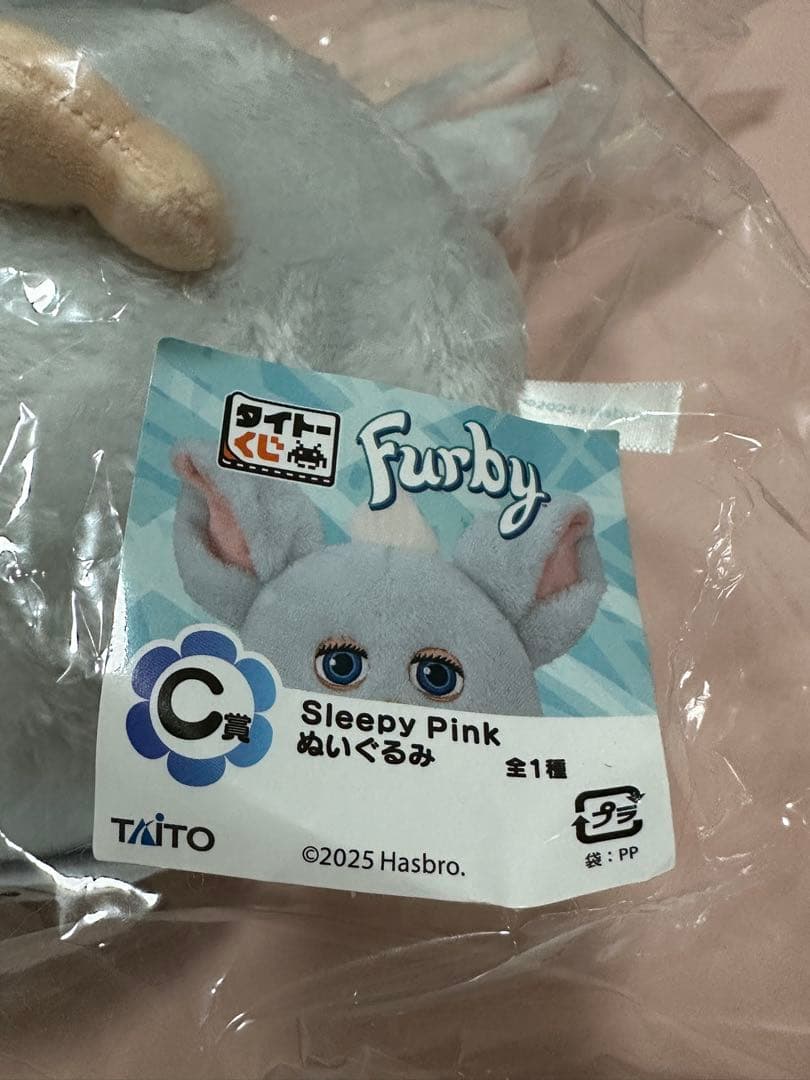 タイトー
くじ
Furby
C賞
Sleepy Pink
ぬいぐるみ
全1種
TAITO
©2025 Hasbro.
プラ
袋：PP